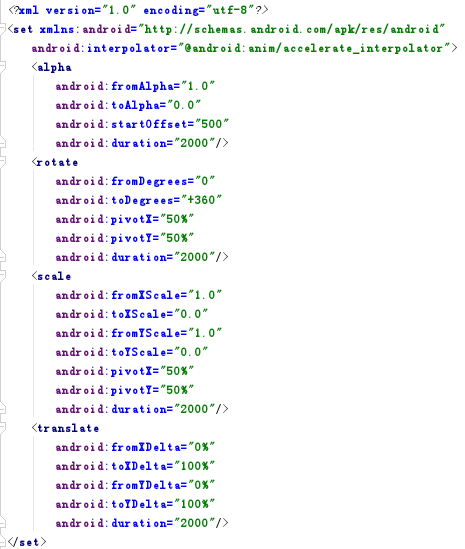 <?xml version="1.0" encoding="utf-8"?>
<set xmlns:android="http://schemas.android.com/apk/res/android"
    android:interpolator="@android:anim/accelerate_interpolator">
    <alpha
        android:fromAlpha="1.0"
        android:toAlpha="0.0"
        android:startOffset="500"
        android:duration="2000"/>
    <rotate
        android:fromDegrees="0"
        android:toDegrees="+360"
        android:pivotX="50%"
        android:pivotY="50%"
        android:duration="2000"/>
    <scale
        android:fromXScale="1.0"
        android:toXScale="0.0"
        android:fromYScale="1.0"
        android:toYScale="0.0"
        android:pivotX="50%"
        android:pivotY="50%"
        android:duration="2000"/>
    <translate
        android:fromXDelta="0%"
        android:toXDelta="100%"
        android:fromYDelta="0%"
        android:toYDelta="100%"
        android:duration="2000"/>
</set>